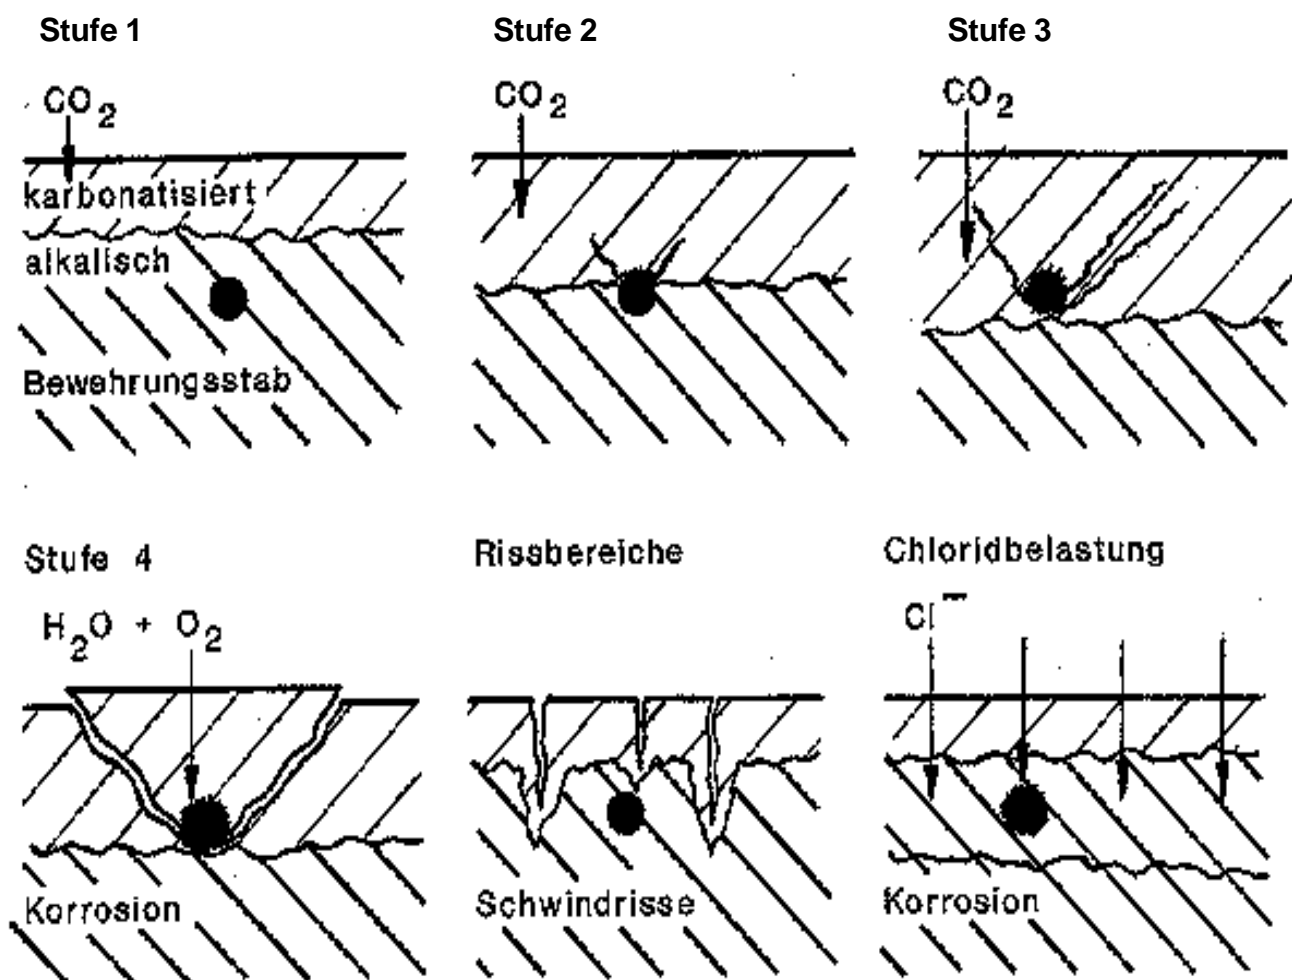 Stufe 1
Stufe 2
Stufe 3
CO2
CO2
CO2
karbonatisiert
alkalisch
Bewehrungsstab
Stufe 4
Rissbereiche
Chloridbelastung
H2O + O2
Cl⁻
Korrosion
Schwindrisse
Korrosion